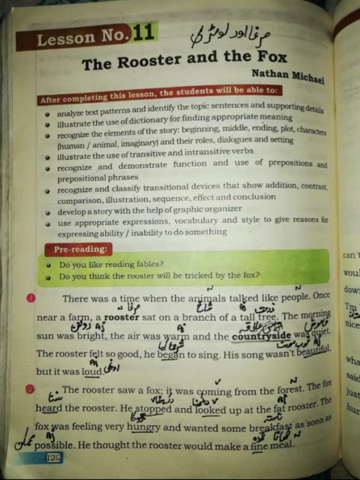 Lesson No. 11
مرغا اور لومڑی
The Rooster and the Fox
Nathan Michael
After completing this lesson, the students will be able to:
analyze text patterns and identify the topic sentences and supporting details
illustrate the use of dictionary for finding appropriate meaning
recognize the elements of the story: beginning, middle, ending, plot, characters
(human / animal, imaginary) and their roles, dialogues and setting
illustrate the use of transitive and intransitive verbs
recognize and demonstrate function and use of prepositions and
prepositional phrases
recognize and classify transitional devices that show addition, contrast,
comparison, illustration, sequence, effect and conclusion
develop a story with the help of graphic organizer
use appropriate expressions, vocabulary and style to give reasons for
expressing ability / inability to do something
Pre-reading:
Do you like reading fables?
Do you think the rooster will be tricked by the fox?
1 There was a time when the animals talked like people. Once
near a farm, a rooster sat on a branch of a tall tree. The morning
sun was bright, the air was warm and the countryside was quiet.
The rooster felt so good, he began to sing. His song wasn't beautiful,
but it was loud
2 The rooster saw a fox; it was coming from the forest. The fox
heard the rooster. He stopped and looked up at the fat rooster. The
fox was feeling very hungry and wanted some breakfast as soon as
possible. He thought the rooster would make a fine meal.
126
can't
woul
dow
whe
said
just
hur